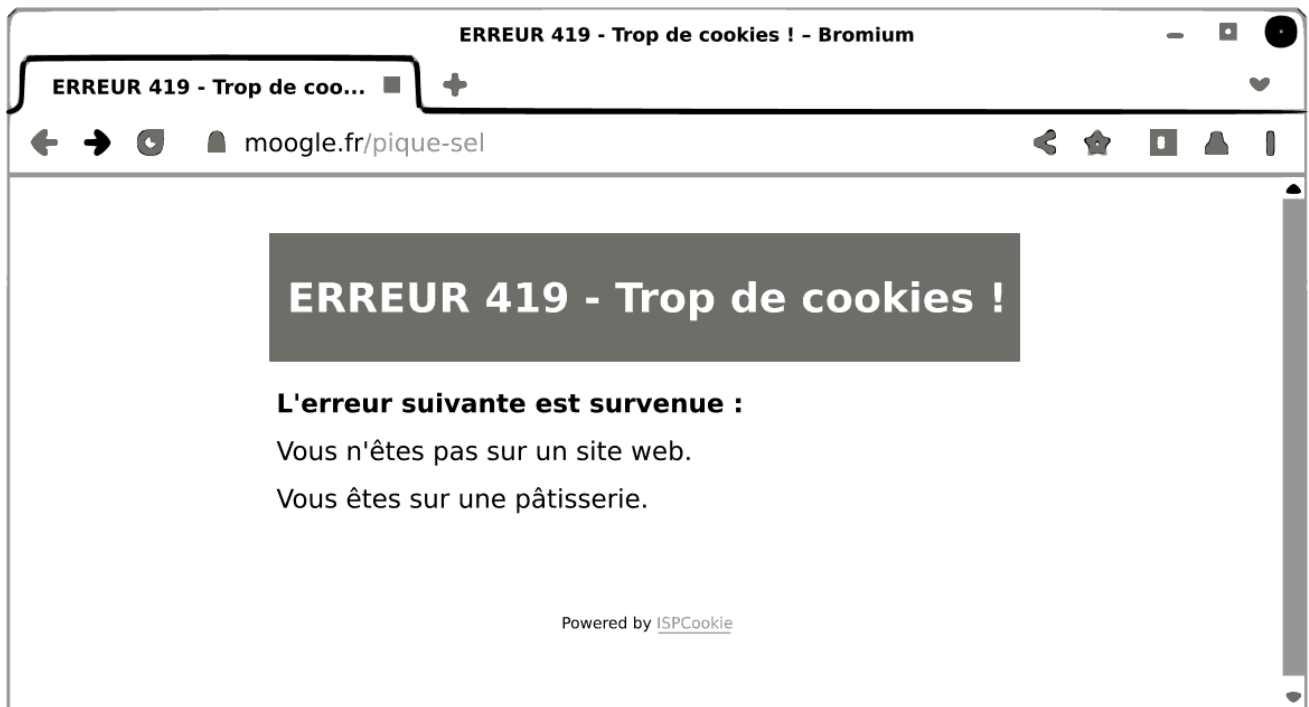 ERREUR 419 - Trop de cookies ! – Bromium
ERREUR 419 - Trop de coo...
moogle.fr/pique-sel
ERREUR 419 - Trop de cookies !
L'erreur suivante est survenue :
Vous n'êtes pas sur un site web.
Vous êtes sur une pâtisserie.
Powered by ISPCookie